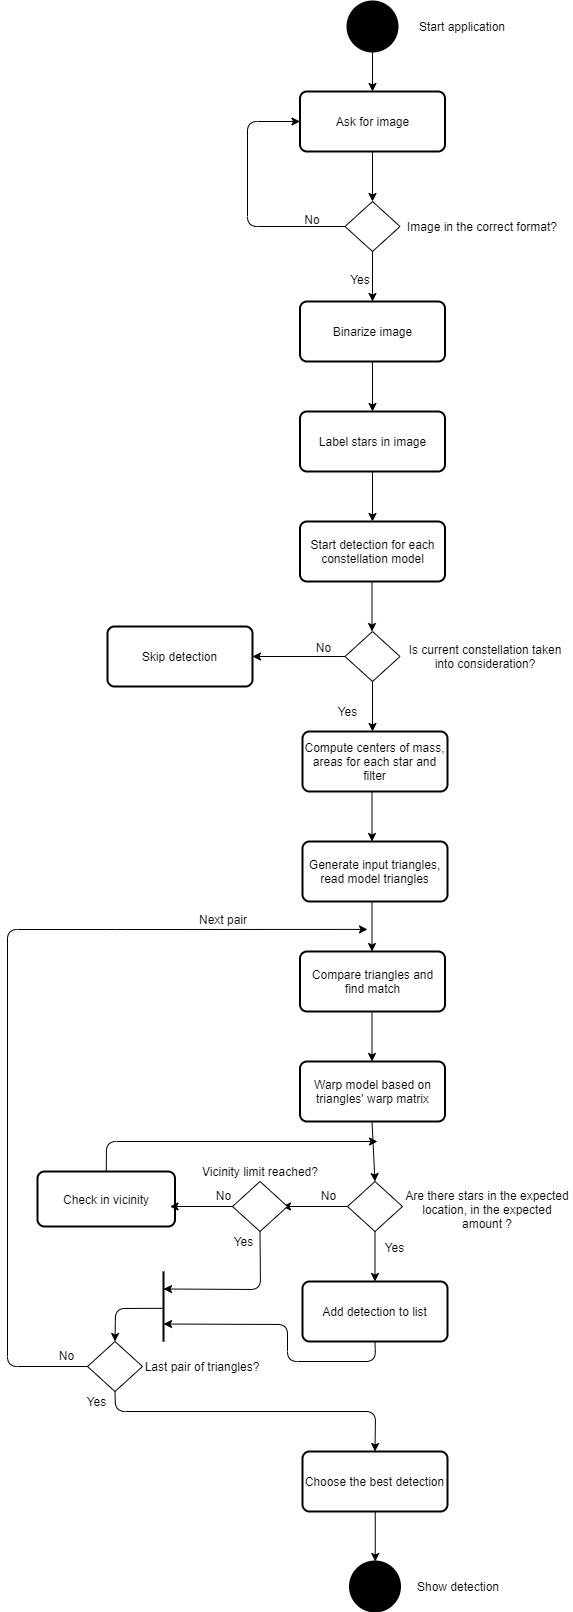 Start application
Ask for image
No
Image in the correct format?
Yes
Binarize image
Label stars in image
Start detection for each
constellation model
No
Is current constellation taken
into consideration?
Skip detection
Yes
Compute centers of mass,
areas for each star and
filter
Generate input triangles,
read model triangles
Next pair
Compare triangles and
find match
Warp model based on
triangles' warp matrix
Vicinity limit reached?
Check in vicinity
No
No
Are there stars in the expected
location, in the expected
amount ?
Yes
Yes
Add detection to list
No
Last pair of triangles?
Yes
Choose the best detection
Show detection